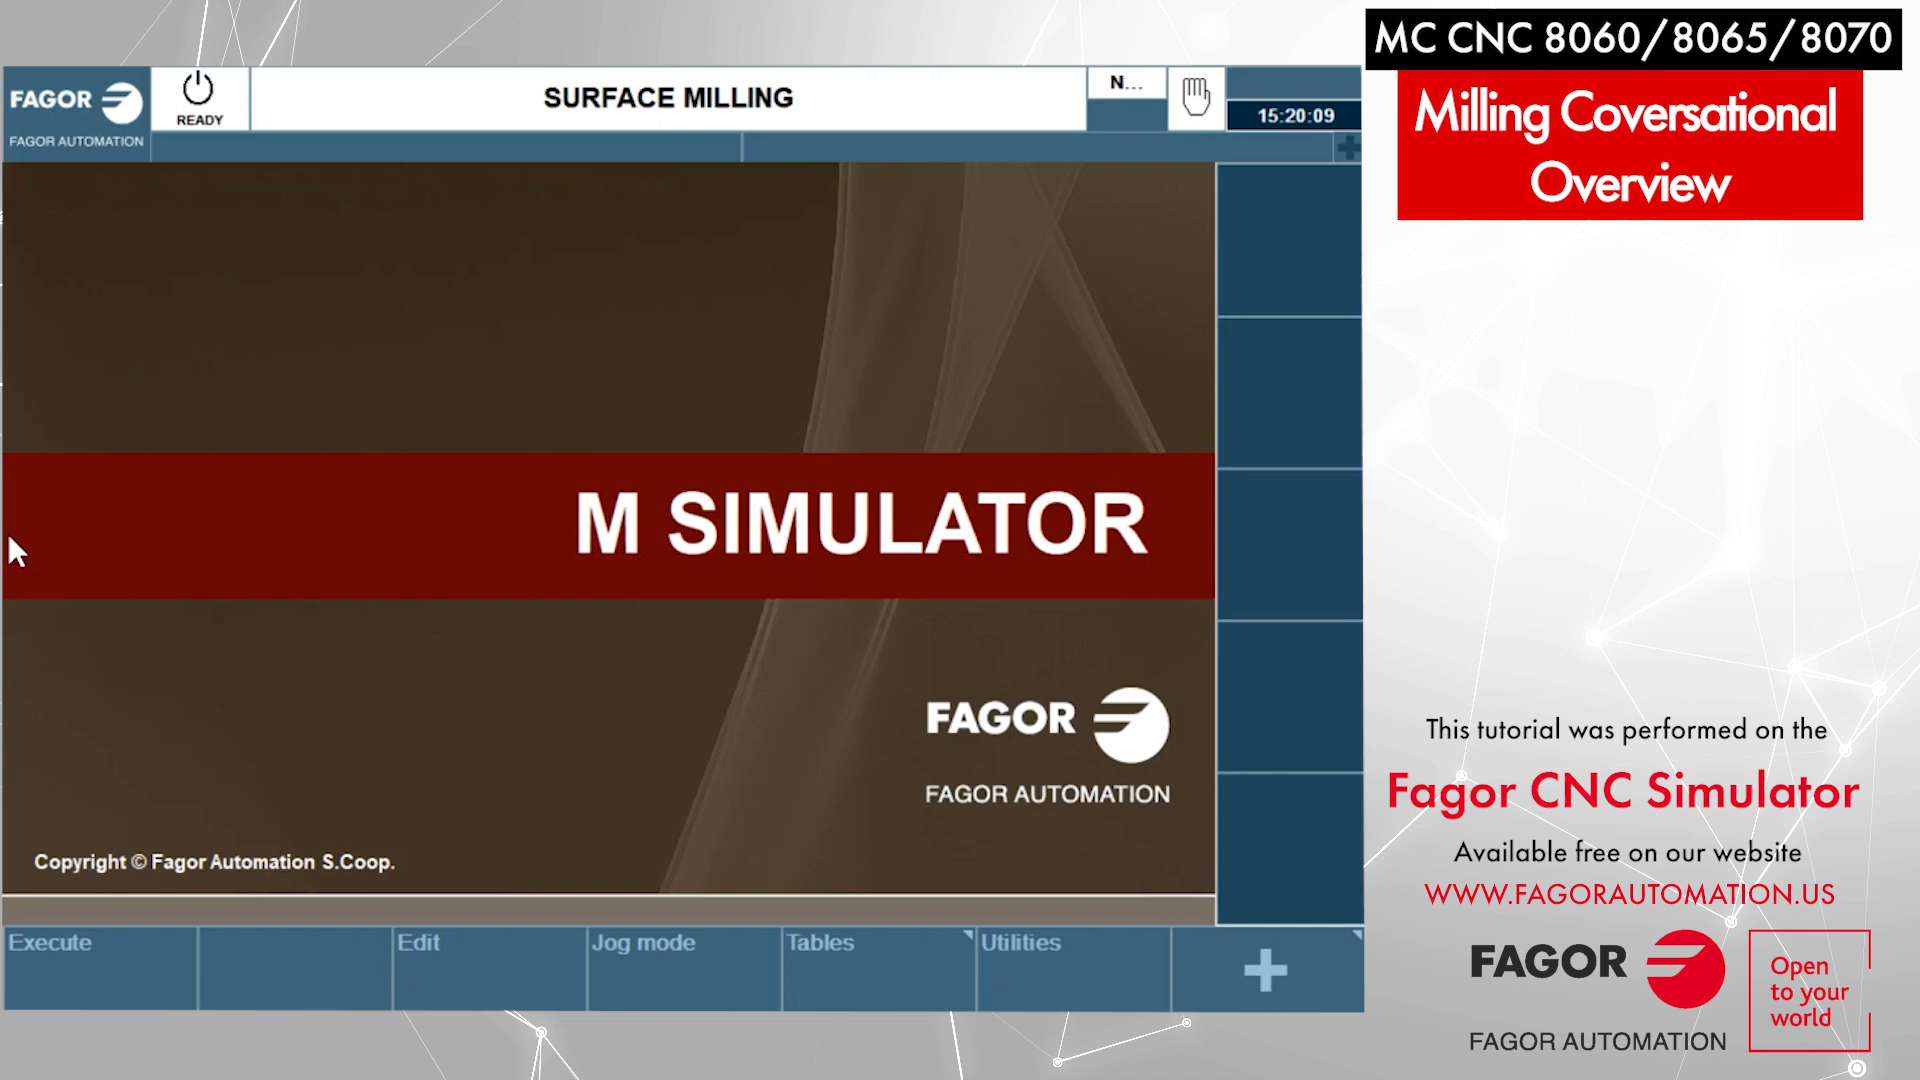 MC CNC 8060/8065/8070
Milling Coversational
Overview
FAGOR
FAGOR AUTOMATION
READY
SURFACE MILLING
N...
15:20:09
M SIMULATOR
FAGOR
FAGOR AUTOMATION
Copyright © Fagor Automation S.Coop.
Execute
Edit
Jog mode
Tables
Utilities
This tutorial was performed on the
Fagor CNC Simulator
Available free on our website
WWW.FAGORAUTOMATION.US
FAGOR
FAGOR AUTOMATION
Open
to your
world